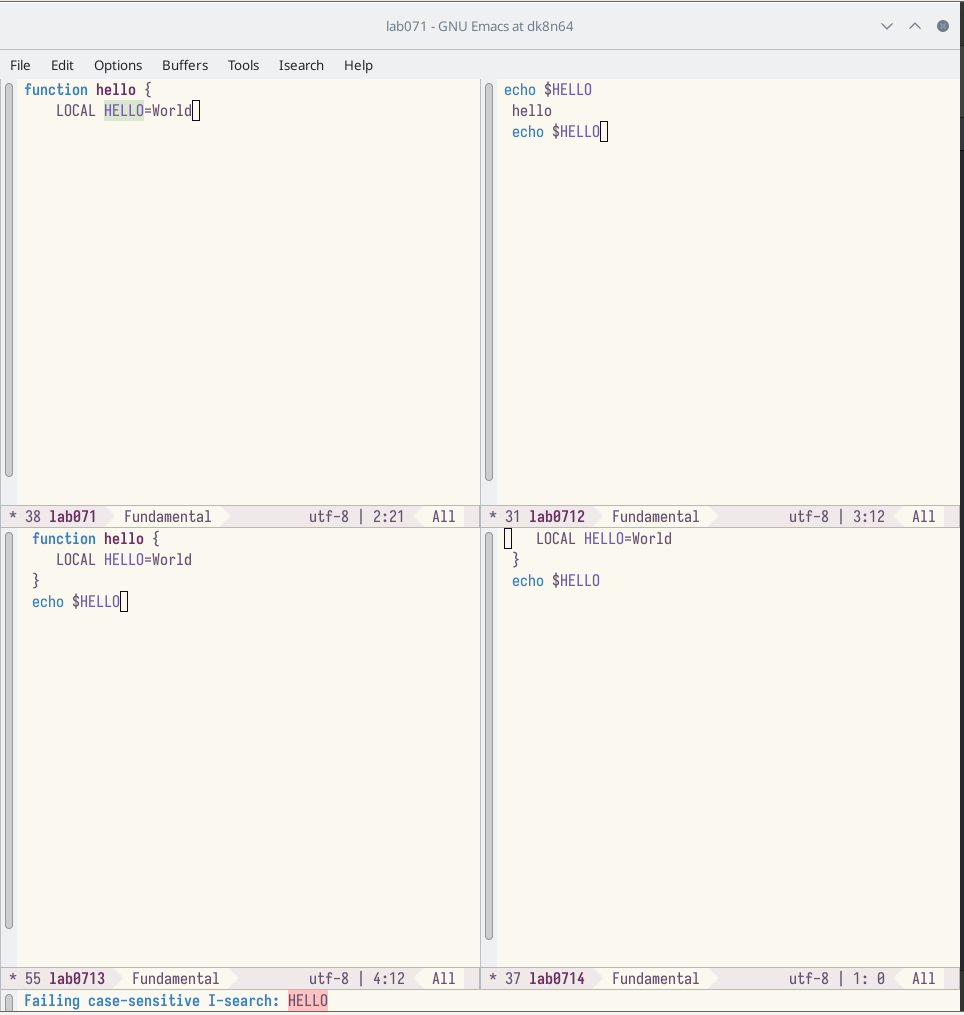 lab071 - GNU Emacs at dk8n64
File Edit Options Buffers Tools Isearch Help
function hello {
    LOCAL HELLO=World
* 38 lab071 Fundamental utf-8 | 2:21 All
echo $HELLO
 hello
 echo $HELLO
* 31 lab0712 Fundamental utf-8 | 3:12 All
 function hello {
    LOCAL HELLO=World
 }
 echo $HELLO
* 55 lab0713 Fundamental utf-8 | 4:12 All
    LOCAL HELLO=World
 }
 echo $HELLO
* 37 lab0714 Fundamental utf-8 | 1: 0 All
Failing case-sensitive I-search: HELLO